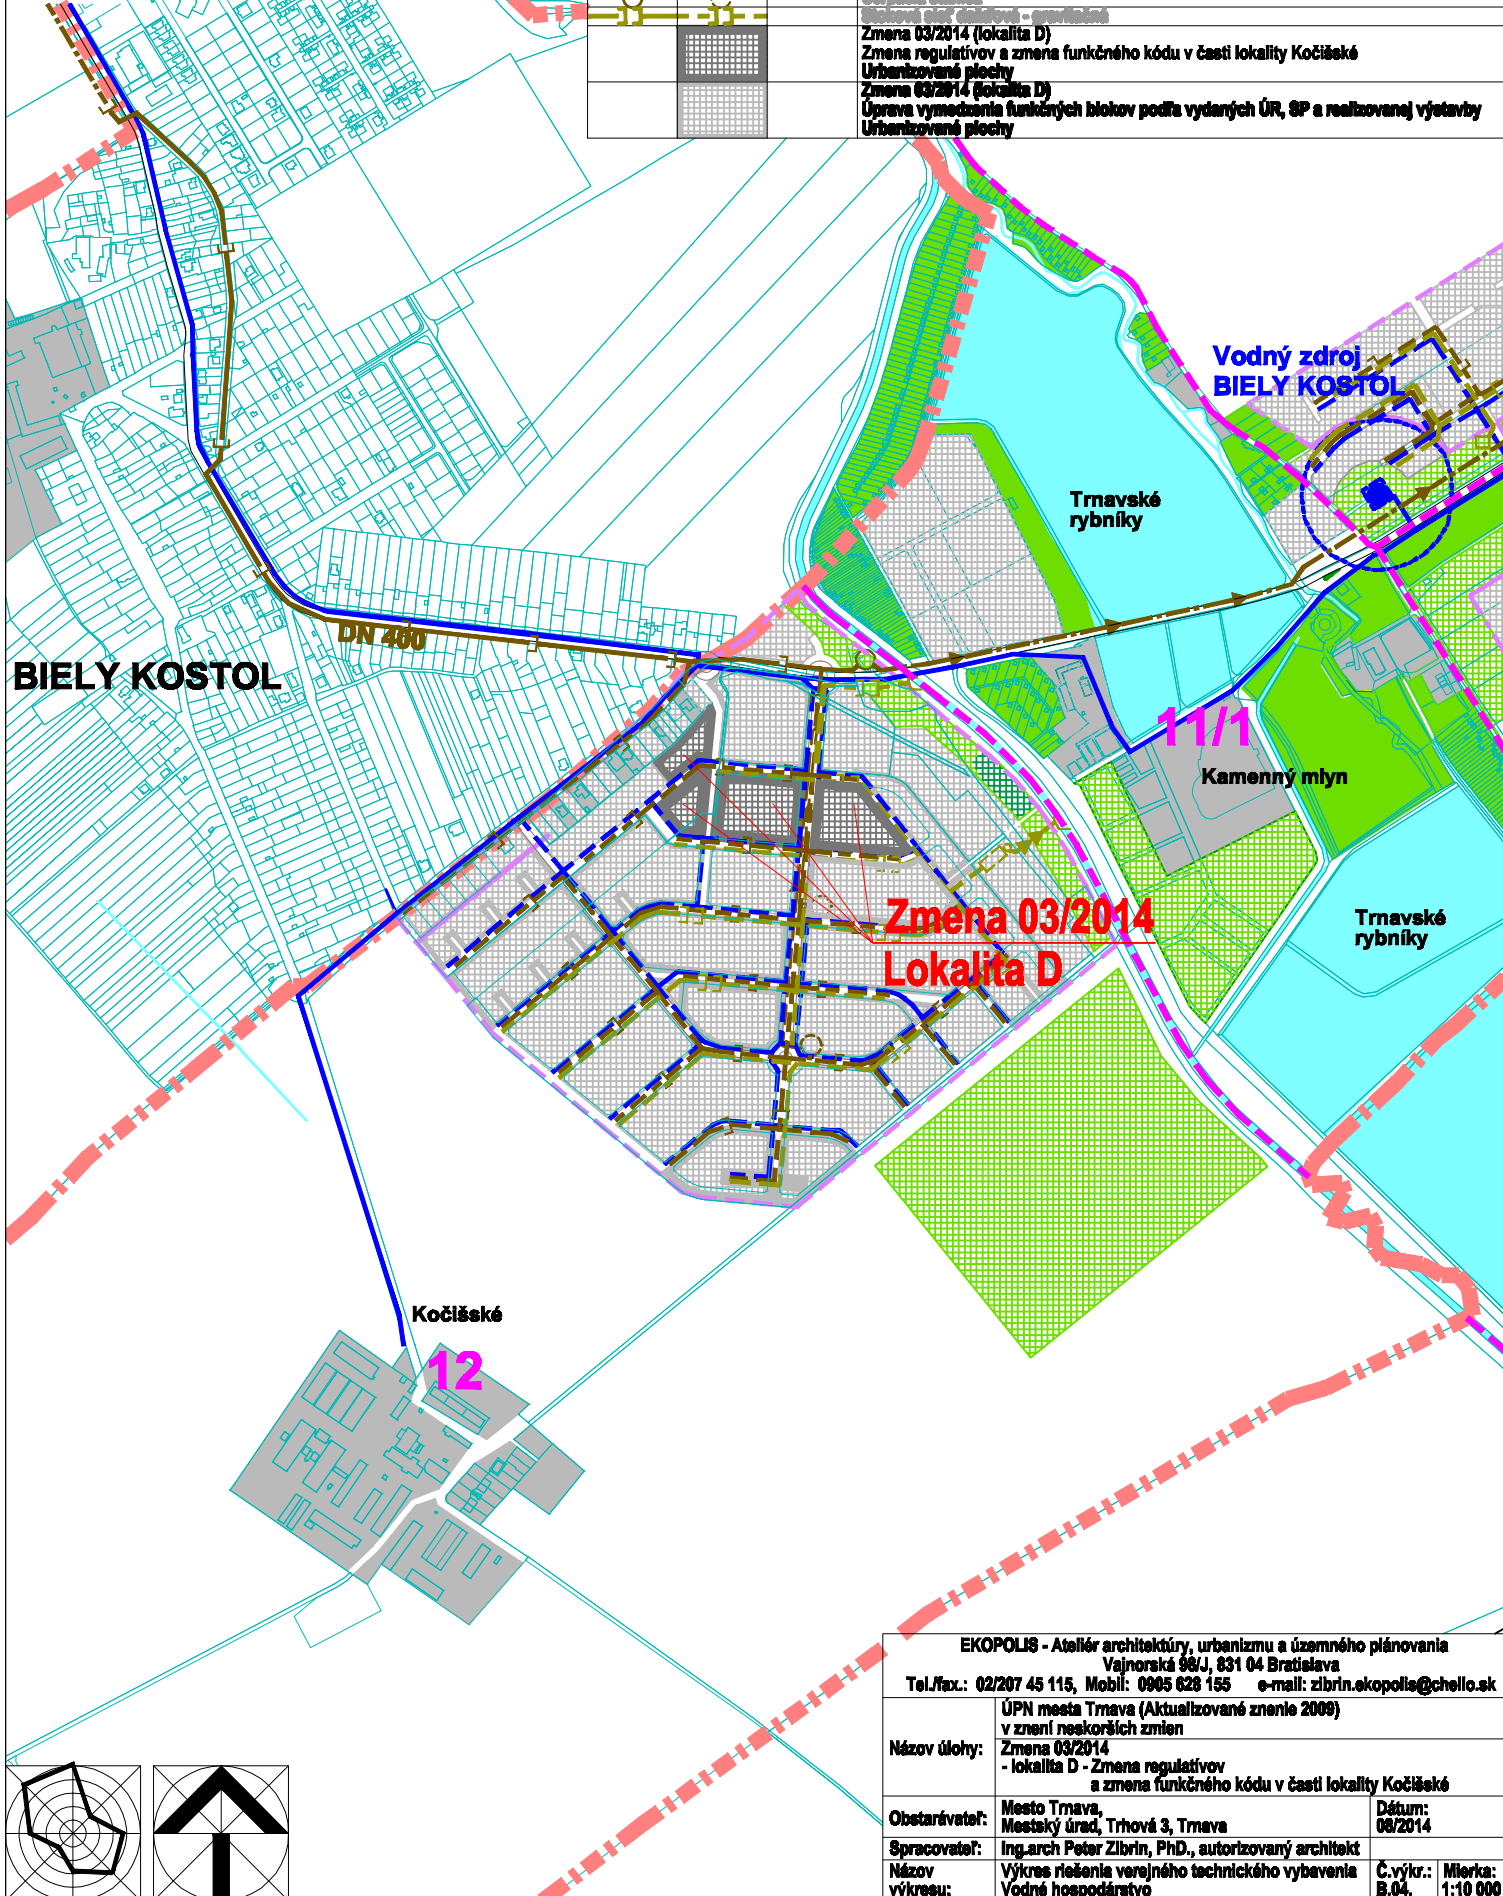 Stoková sieť dažďová - gravitačná
Zmena 03/2014 (lokalita D)
Zmena regulatívov a zmena funkčného kódu v časti lokality Kočišské
Urbanizované plochy
Zmena 03/2014 (lokalita D)
Úprava vymedzenia funkčných blokov podľa vydaných ÚR, SP a realizovanej výstavby
Urbanizované plochy
Vodný zdroj
BIELY KOSTOL
Trnavské
rybníky
DN 400
BIELY KOSTOL
11/1
Kamenný mlyn
Zmena 03/2014
Lokalita D
Trnavské
rybníky
Kočišské
12
EKOPOLIS - Ateliér architektúry, urbanizmu a územného plánovania
Vajnorská 98/J, 831 04 Bratislava
Tel./fax.: 02/207 45 115, Mobil: 0905 628 155 e-mail: zibrin.ekopolis@chello.sk
Názov úlohy:
ÚPN mesta Trnava (Aktualizované znenie 2009)
v znení neskorších zmien
Zmena 03/2014
- lokalita D - Zmena regulatívov
a zmena funkčného kódu v časti lokality Kočišské
Obstarávateľ:
Mesto Trnava,
Mestský úrad, Trhová 3, Trnava
Dátum:
08/2014
Spracovateľ: Ing.arch Peter Zibrin, PhD., autorizovaný architekt
Názov
výkresu:
Výkres riešenia verejného technického vybavenia
Vodné hospodárstvo
Č.výkr.:
B.04.
Mierka:
1:10 000